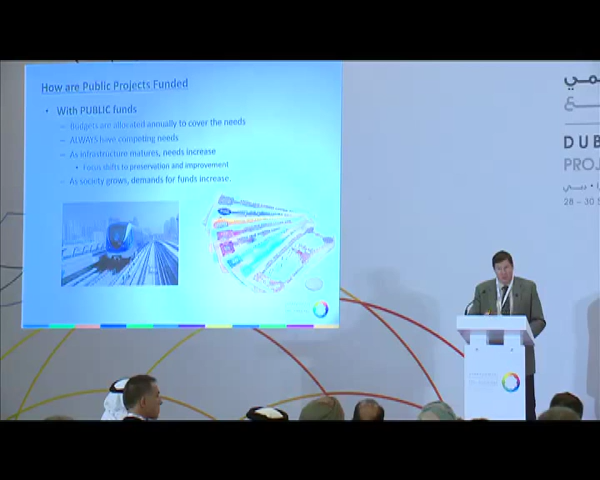 How are Public Projects Funded
• With PUBLIC funds
– Budgets are allocated annually to cover the needs
– ALWAYS have competing needs
– As infrastructure matures, needs increase
• Focus shifts to preservation and improvement
– As society grows, demands for funds increase.
DUB
PROJ
28 – 30 S